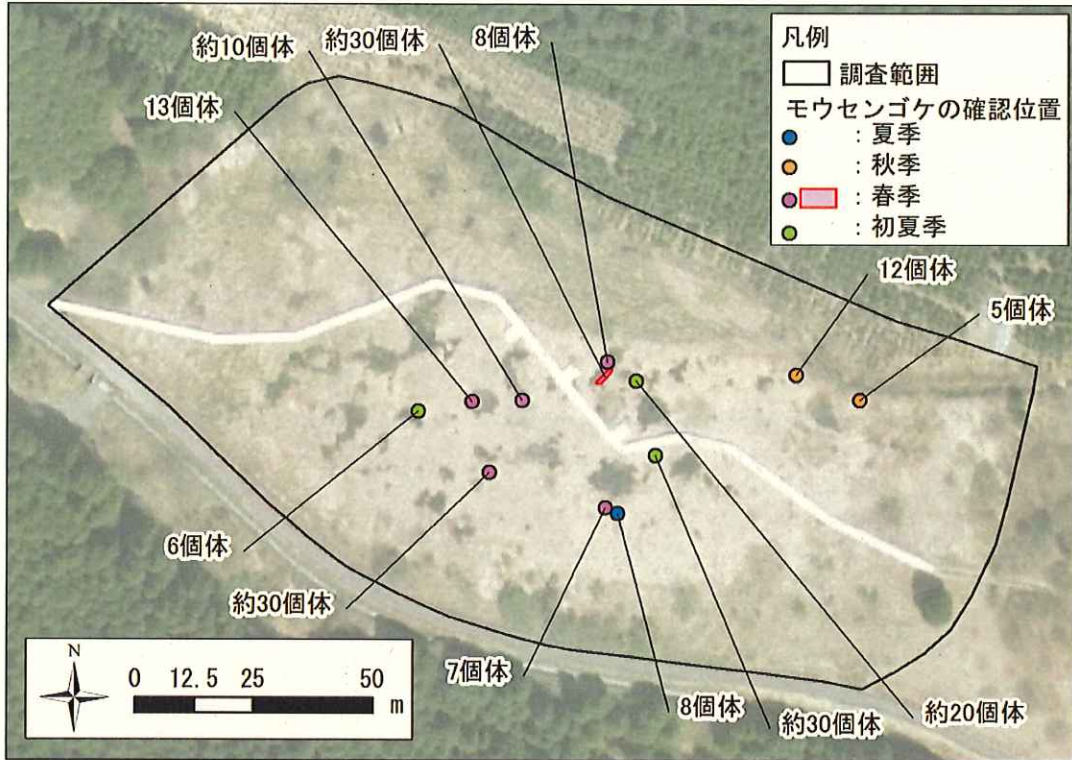 約10個体
約30個体
8個体
13個体
凡例
調査範囲
モウセンゴケの確認位置
：夏季
：秋季
：春季
：初夏季
12個体
5個体
6個体
約30個体
7個体
8個体
約30個体
約20個体
N
0 12.5 25 50
m